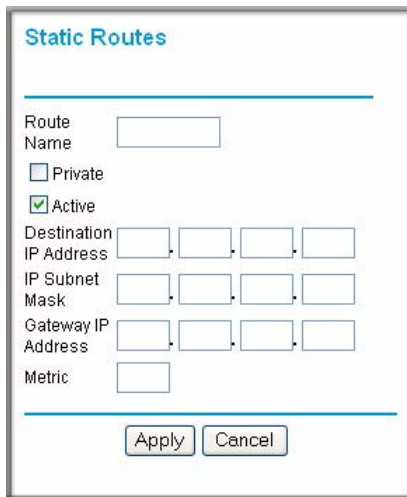 Static Routes
Route
Name
Private
Active
Destination
IP Address . . .
IP Subnet
Mask . . .
Gateway IP
Address . . .
Metric
Apply Cancel